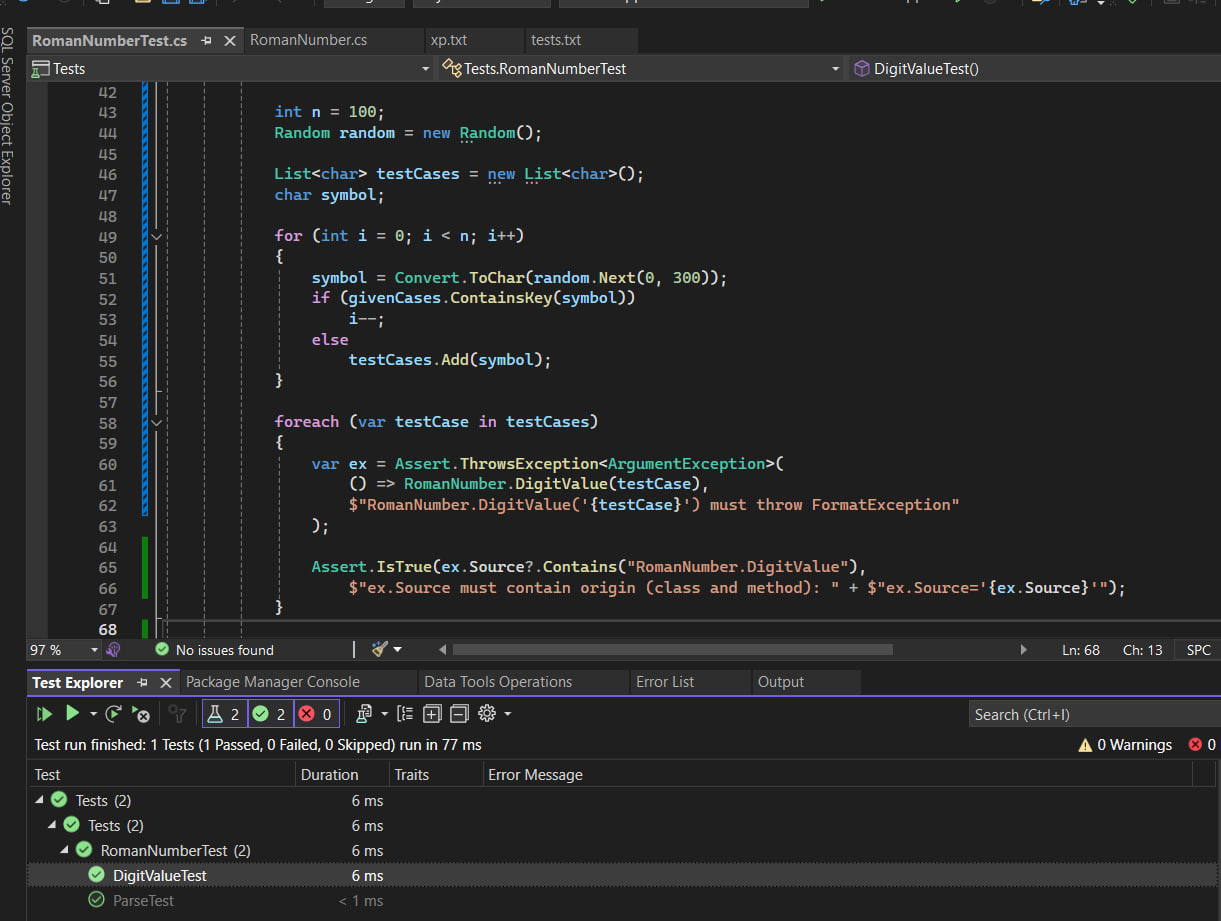 SQL Server Object Explorer
RomanNumberTest.cs
RomanNumber.cs
xp.txt
tests.txt
Tests
Tests.RomanNumberTest
DigitValueTest()
42
43 int n = 100;
44 Random random = new Random();
45
46 List<char> testCases = new List<char>();
47 char symbol;
48
49 for (int i = 0; i < n; i++)
50 {
51 symbol = Convert.ToChar(random.Next(0, 300));
52 if (givenCases.ContainsKey(symbol))
53 i--;
54 else
55 testCases.Add(symbol);
56 }
57
58 foreach (var testCase in testCases)
59 {
60 var ex = Assert.ThrowsException<ArgumentException>(
61 () => RomanNumber.DigitValue(testCase),
62 $"RomanNumber.DigitValue('{testCase}') must throw FormatException"
63 );
64
65 Assert.IsTrue(ex.Source?.Contains("RomanNumber.DigitValue"),
66 $"ex.Source must contain origin (class and method): " + $"ex.Source='{ex.Source}'");
67 }
68
97 %
No issues found
Ln: 68 Ch: 13 SPC
Test Explorer
Package Manager Console
Data Tools Operations
Error List
Output
2 2 0
Search (Ctrl+I)
Test run finished: 1 Tests (1 Passed, 0 Failed, 0 Skipped) run in 77 ms
0 Warnings 0
Test Duration Traits Error Message
Tests (2) 6 ms
Tests (2) 6 ms
RomanNumberTest (2) 6 ms
DigitValueTest 6 ms
ParseTest < 1 ms